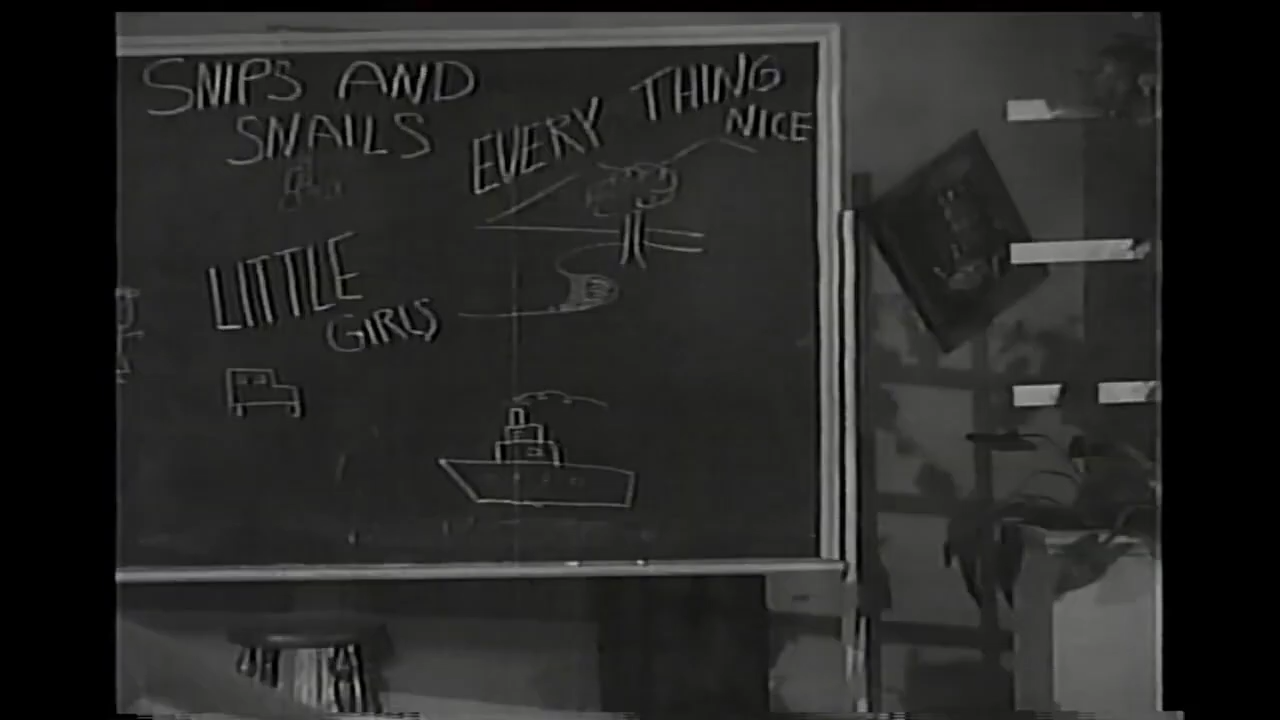 SNIPS AND
SNAILS
EVERY THING
NICE
LITTLE
GIRLS